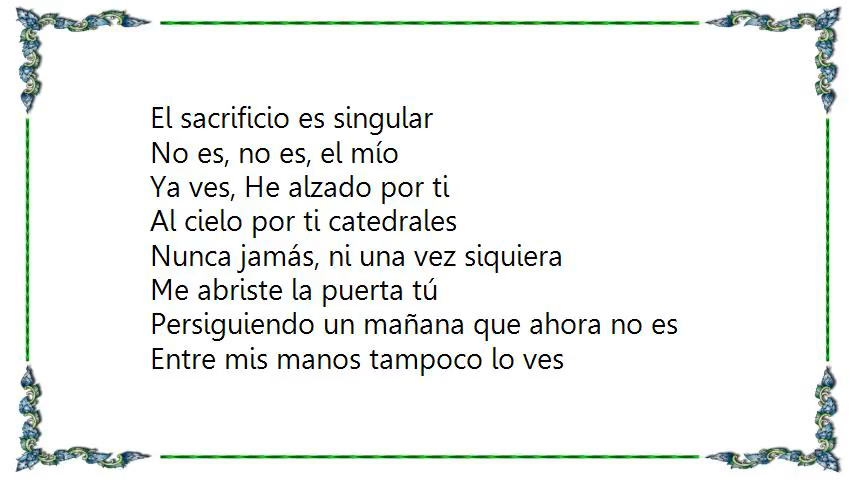 El sacrificio es singular
No es, no es, el mío
Ya ves, He alzado por ti
Al cielo por ti catedrales
Nunca jamás, ni una vez siquiera
Me abriste la puerta tú
Persiguiendo un mañana que ahora no es
Entre mis manos tampoco lo ves